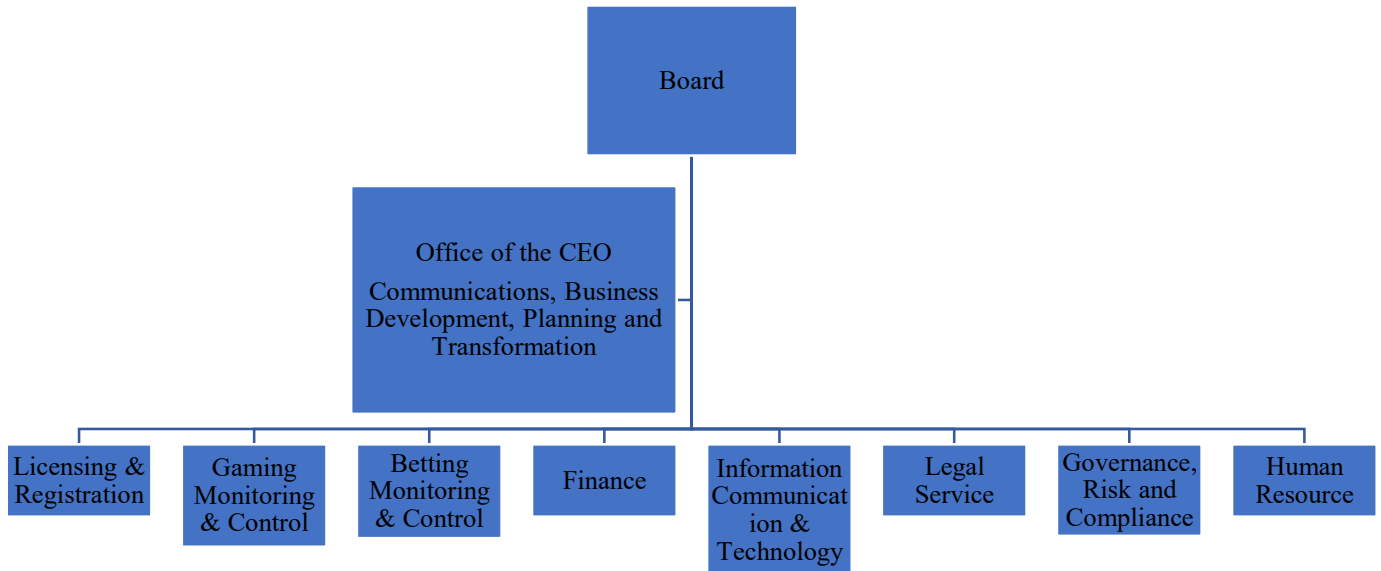 Board
Office of the CEO
Communications, Business
Development, Planning and
Transformation
Licensing &
Registration
Gaming
Monitoring
& Control
Betting
Monitoring
& Control
Finance
Information
Communicat
ion &
Technology
Legal
Service
Governance,
Risk and
Compliance
Human
Resource